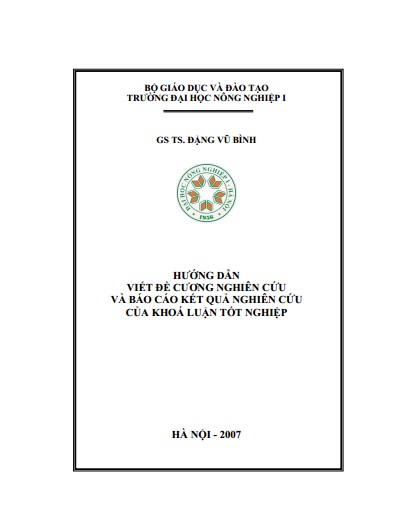 BỘ GIÁO DỤC VÀ ĐÀO TẠO
TRƯỜNG ĐẠI HỌC NÔNG NGHIỆP I
GS TS. ĐẶNG VŨ BÌNH
ĐẠI HỌC NÔNG NGHIỆP I. HÀ NỘI
1956
HƯỚNG DẪN
VIẾT ĐỀ CƯƠNG NGHIÊN CỨU
VÀ BÁO CÁO KẾT QUẢ NGHIÊN CỨU
CỦA KHOÁ LUẬN TỐT NGHIỆP
HÀ NỘI - 2007